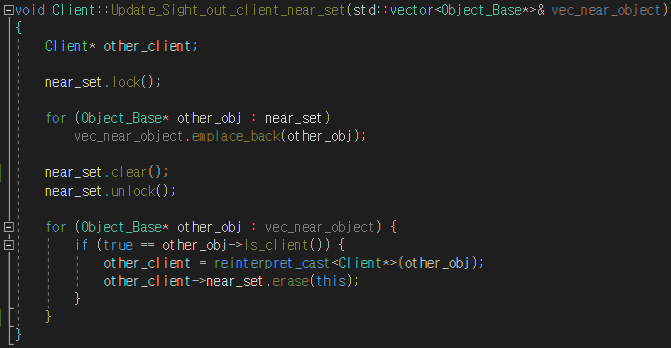 void Client::Update_Sight_out_client_near_set(std::vector<Object_Base*>& vec_near_object)
{
Client* other_client;
near_set.lock();
for (Object_Base* other_obj : near_set)
vec_near_object.emplace_back(other_obj);
near_set.clear();
near_set.unlock();
for (Object_Base* other_obj : vec_near_object) {
if (true == other_obj->Is_client()) {
other_client = reinterpret_cast<Client*>(other_obj);
other_client->near_set.erase(this);
}
}
}